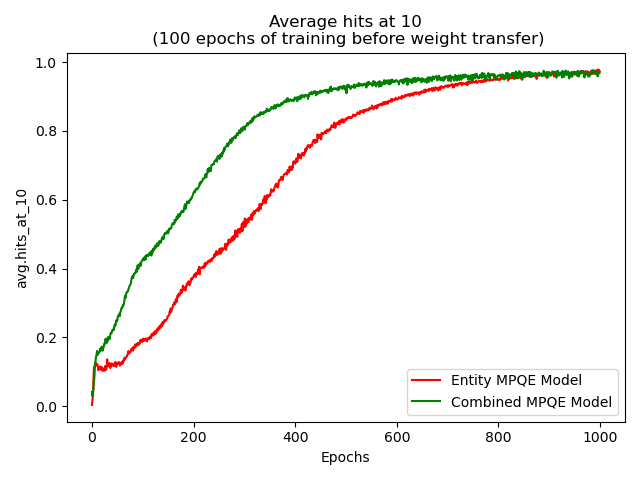 Average hits at 10
(100 epochs of training before weight transfer)
avg.hits_at_10
1.0
0.8
0.6
0.4
0.2
0.0
0 200 400 600 800 1000
Epochs
Entity MPQE Model
Combined MPQE Model